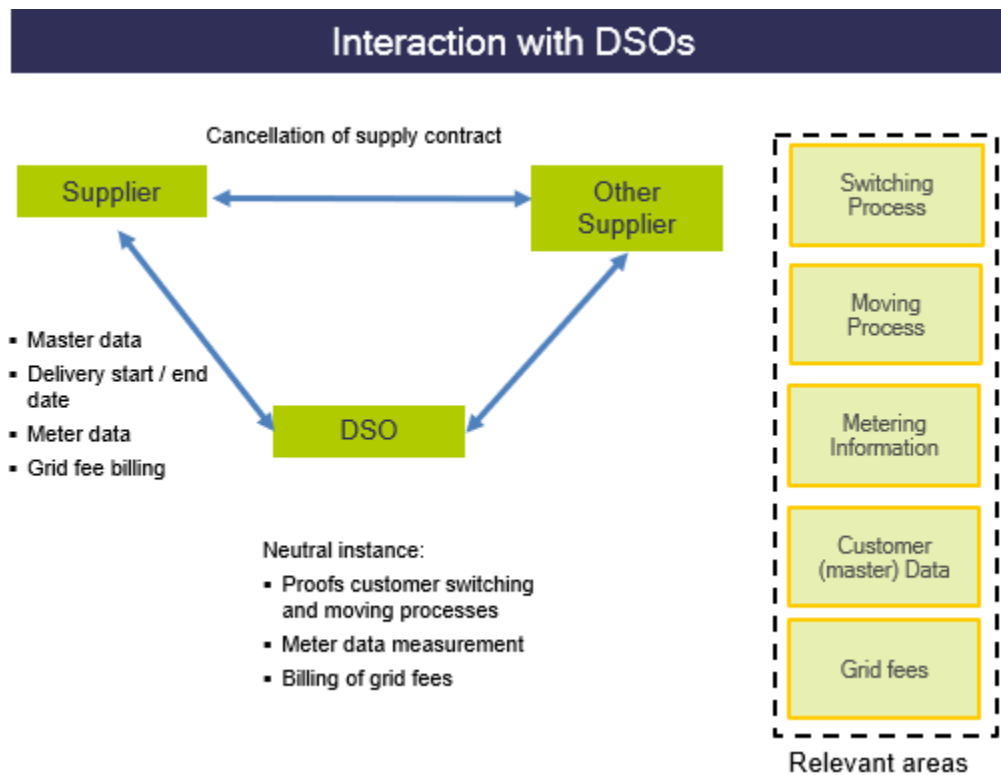 Interaction with DSOs
Cancellation of supply contract
Supplier
Other
Supplier
▪ Master data
▪ Delivery start / end
date
▪ Meter data
▪ Grid fee billing
DSO
Neutral instance:
▪ Proofs customer switching
and moving processes
▪ Meter data measurement
▪ Billing of grid fees
Switching
Process
Moving
Process
Metering
Information
Customer
(master) Data
Grid fees
Relevant areas